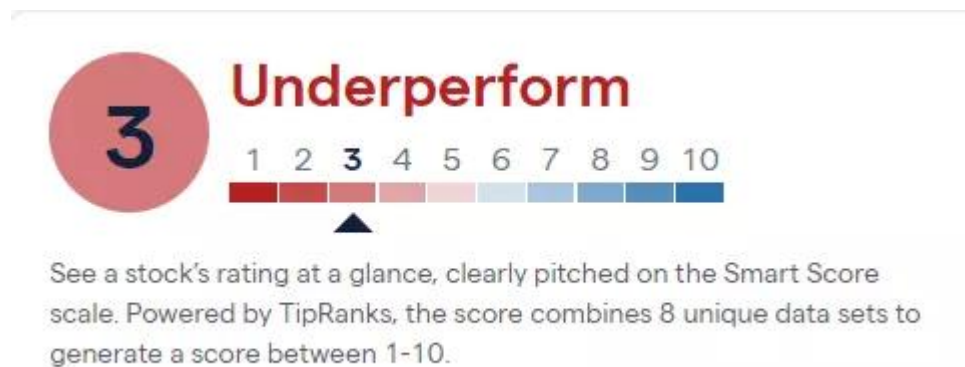 3
Underperform
1 2 3 4 5 6 7 8 9 10
See a stock's rating at a glance, clearly pitched on the Smart Score
scale. Powered by TipRanks, the score combines 8 unique data sets to
generate a score between 1-10.